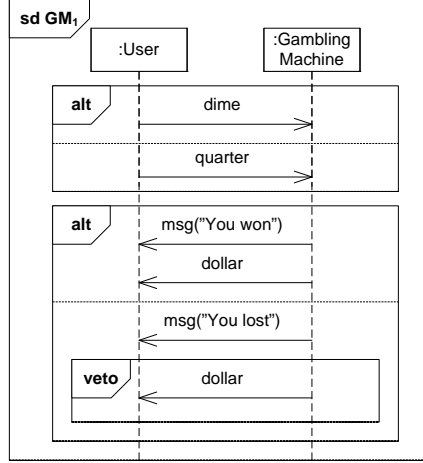 sd GM₁
:User
:Gambling
Machine
alt
dime
quarter
alt
msg("You won")
dollar
msg("You lost")
veto
dollar